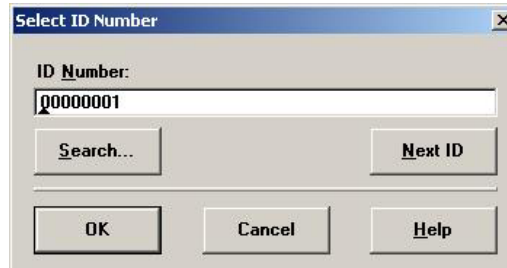 Select ID Number
ID Number:
00000001
Search... Next ID
OK Cancel Help